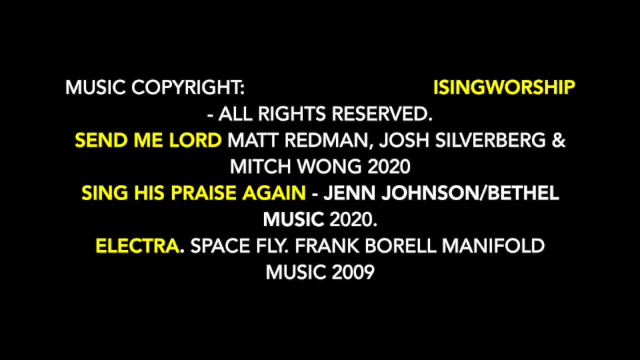 MUSIC COPYRIGHT: ISINGWORSHIP
- ALL RIGHTS RESERVED.
SEND ME LORD MATT REDMAN, JOSH SILVERBERG &
MITCH WONG 2020
SING HIS PRAISE AGAIN - JENN JOHNSON/BETHEL
MUSIC 2020.
ELECTRA. SPACE FLY. FRANK BORELL MANIFOLD
MUSIC 2009